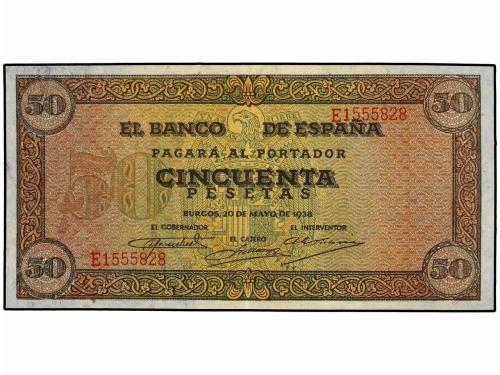 50 50
E1555828
EL BANCO DE ESPAÑA
PAGARÁ AL PORTADOR
CINCUENTA
PESETAS
BURGOS, 20 DE MAYO DE 1938
EL GOBERNADOR EL CAJERO EL INTERVENTOR
E1555828
50 50